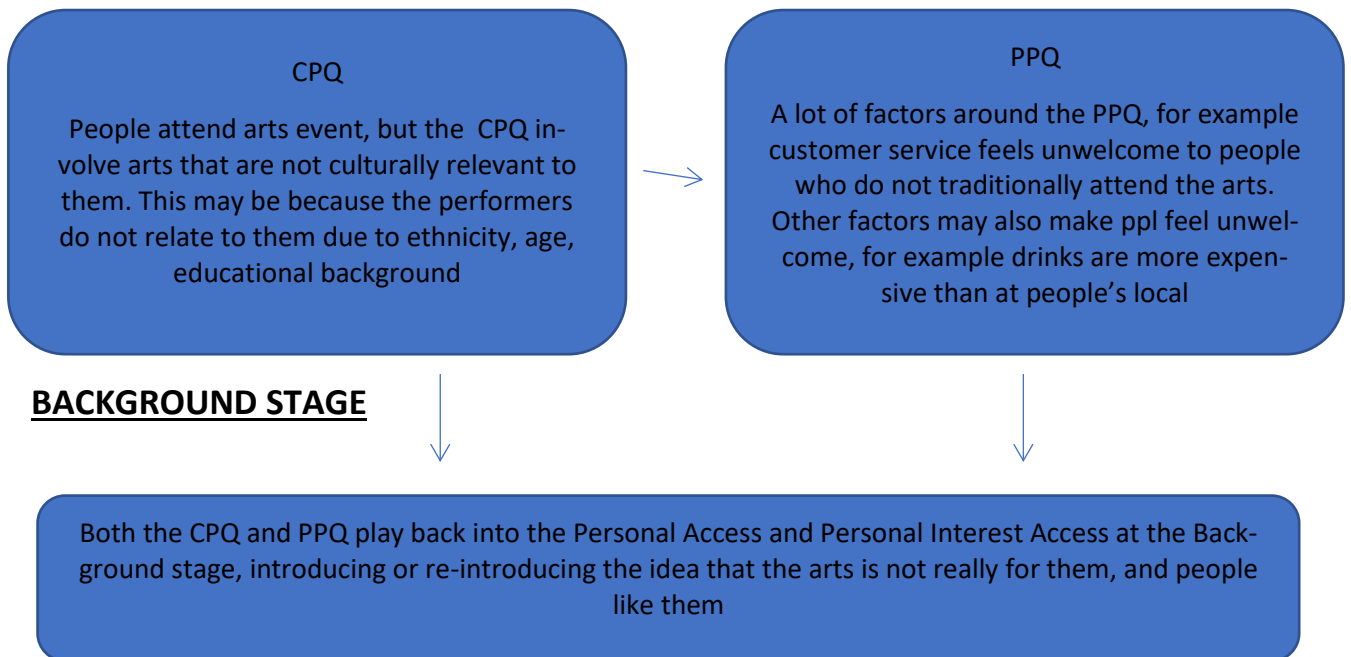 CPQ
People attend arts event, but the  CPQ in-
volve arts that are not culturally relevant to
them. This may be because the performers
do not relate to them due to ethnicity, age,
educational background
PPQ
A lot of factors around the PPQ, for example
customer service feels unwelcome to people
who do not traditionally attend the arts.
Other factors may also make ppl feel unwel-
come, for example drinks are more expen-
sive than at people’s local
BACKGROUND STAGE
Both the CPQ and PPQ play back into the Personal Access and Personal Interest Access at the Back-
ground stage, introducing or re-introducing the idea that the arts is not really for them, and people
like them